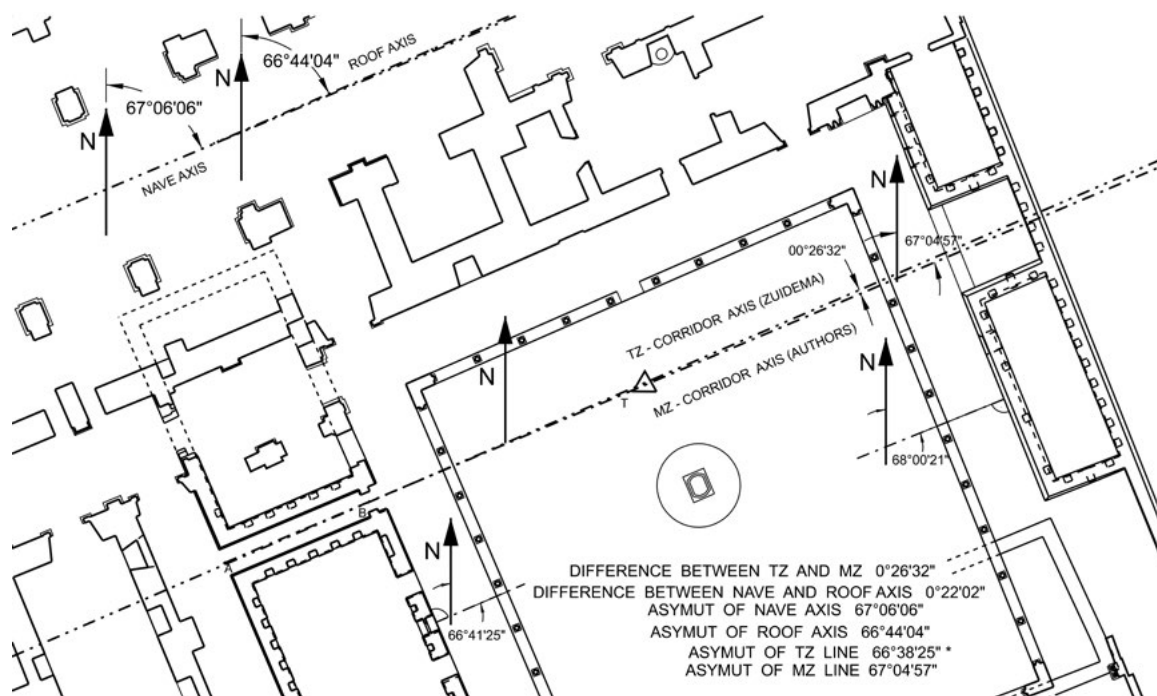 66°44'04"
ROOF AXIS
N
67°06'06"
N
NAVE AXIS
N
67°04'57"
00°26'32"
TZ - CORRIDOR AXIS (ZUIDEMA)
N
MZ - CORRIDOR AXIS (AUTHORS)
T
N
68°00'21"
B
A
N
66°41'25"
DIFFERENCE BETWEEN TZ AND MZ 0°26'32"
DIFFERENCE BETWEEN NAVE AND ROOF AXIS 0°22'02"
ASYMUT OF NAVE AXIS 67°06'06"
ASYMUT OF ROOF AXIS 66°44'04"
ASYMUT OF TZ LINE 66°38'25" *
ASYMUT OF MZ LINE 67°04'57"